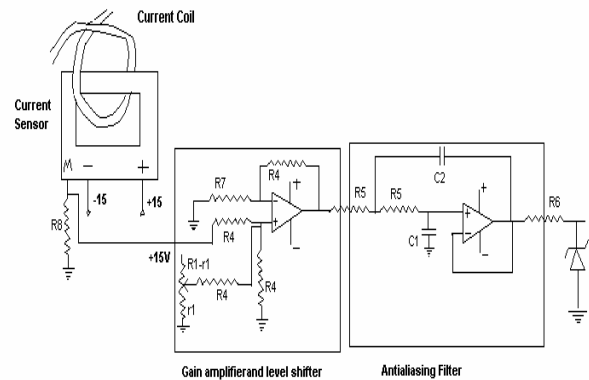 Current Coil
Current
Sensor
M
-
+
-15
+15
R8
+15V
R7
R4
+
-
+
-
R4
R1-r1
R4
r1
R4
R5
R5
C2
C1
+
-
+
-
R6
Gain amplifierand level shifter
Antialiasing Filter